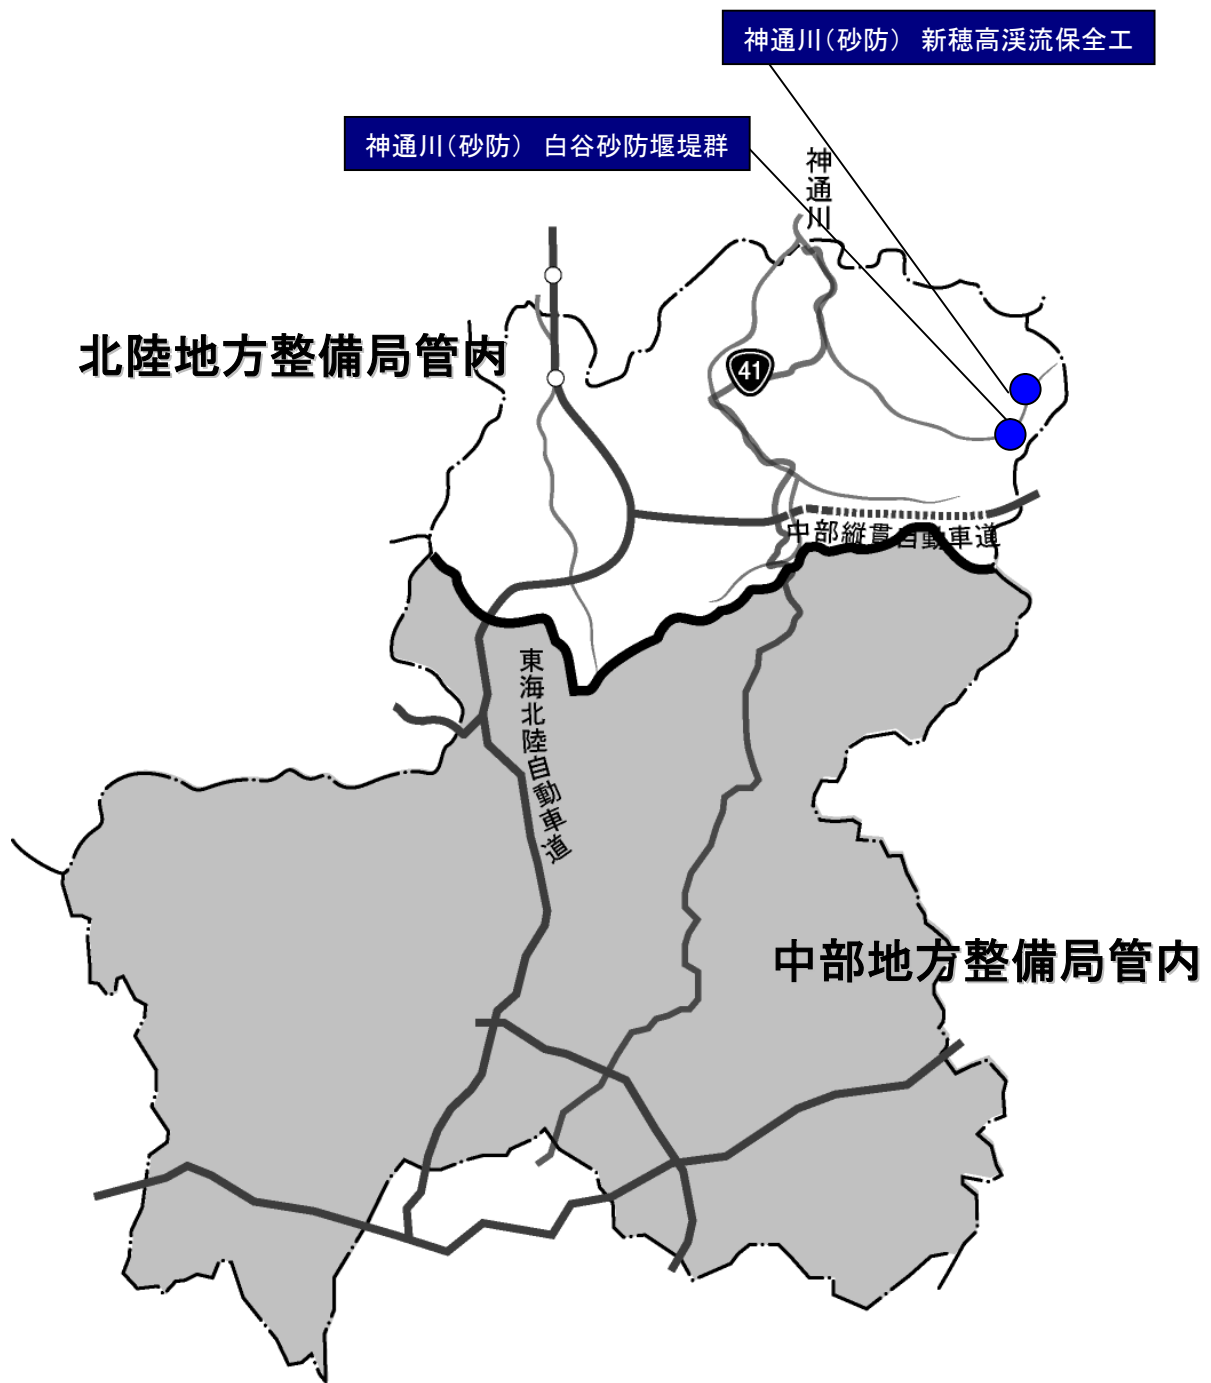 神通川（砂防） 新穂高渓流保全工
神通川（砂防） 白谷砂防堰堤群
神通川
北陸地方整備局管内
41
中部縦貫自動車道
東海北陸自動車道
中部地方整備局管内